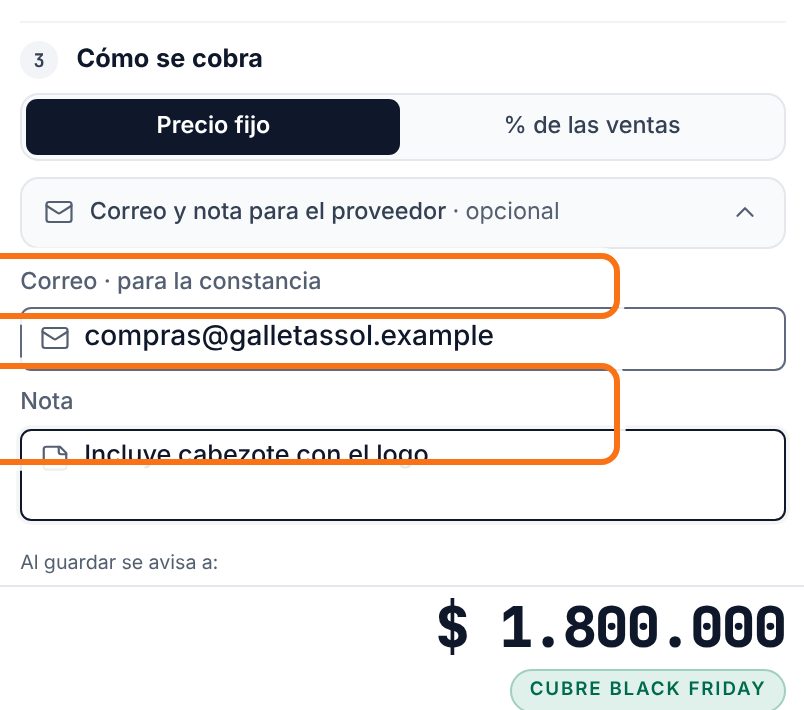 3 Cómo se cobra
Precio fijo % de las ventas
Correo y nota para el proveedor · opcional
Correo · para la constancia
compras@galletassol.example
Nota
Incluye cabezote con el logo
Al guardar se avisa a:
$ 1.800.000
CUBRE BLACK FRIDAY